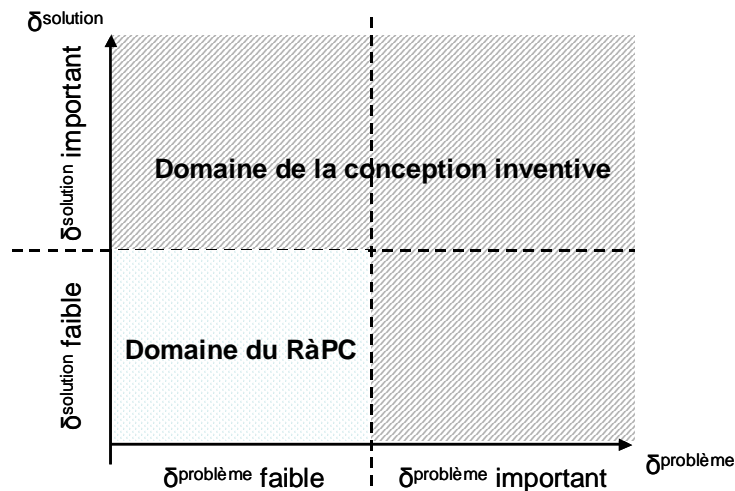 δsolution
δsolution important
Domaine de la conception inventive
δsolution faible
Domaine du RàPC
δproblème
δproblème faible
δproblème important